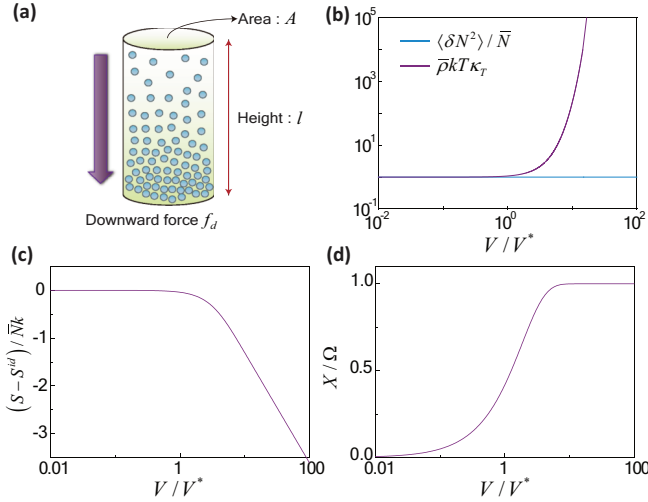 (a)
Area : A
Height : l
Downward force f_d
(b)
10^5
10^3
10^1
10^-1
⟨δN^2⟩ / N̅
ρ̅kTκ_T
10^-2
10^0
10^2
V / V^*
(c)
0
-1
-2
-3
(S – S^id) / N̅k
0.01
1
100
V / V^*
(d)
1.0
0.5
0.0
X / Ω
0.01
1
100
V / V^*